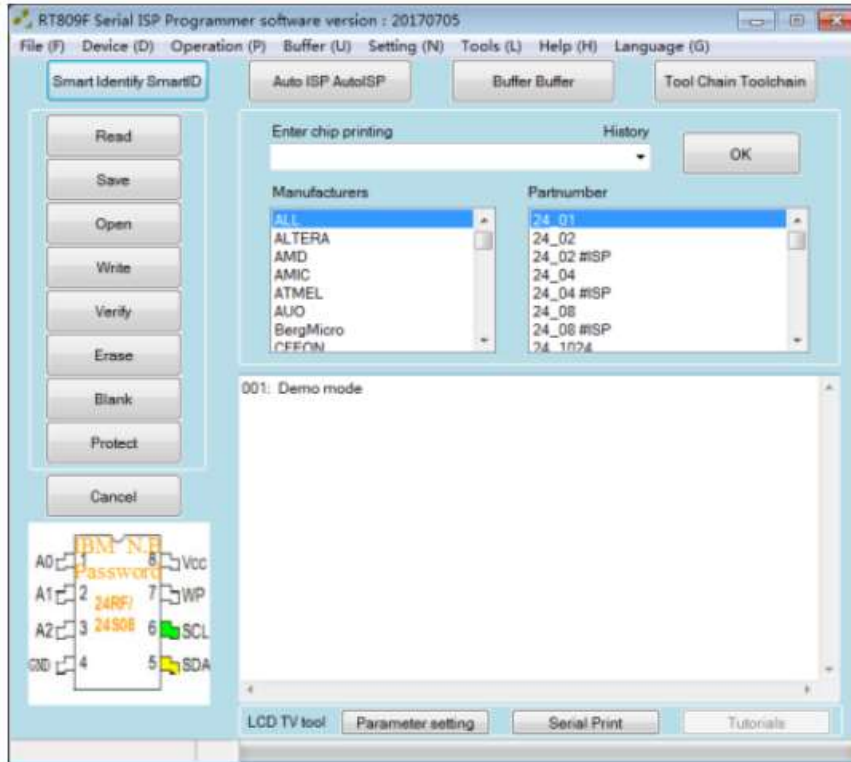 RT809F Serial ISP Programmer software version : 20170705
File (F) Device (D) Operation (P) Buffer (U) Setting (N) Tools (L) Help (H) Language (G)
Smart Identify SmartID Auto ISP AutoISP Buffer Buffer Tool Chain Toolchain
Read
Save
Open
Write
Verify
Erase
Blank
Protect
Cancel
Enter chip printing History
OK
Manufacturers
ALL
ALTERA
AMD
AMIC
ATMEL
AUO
BergMicro
CFEON
Partnumber
24_01
24_02
24_02 #ISP
24_04
24_04 #ISP
24_08
24_08 #ISP
24_1024
001: Demo mode
IBM N.B
Password
24RF/
24S08
A0 1 8 Vcc
A1 2 7 WP
A2 3 6 SCL
GND 4 5 SDA
LCD TV tool Parameter setting Serial Print Tutorials